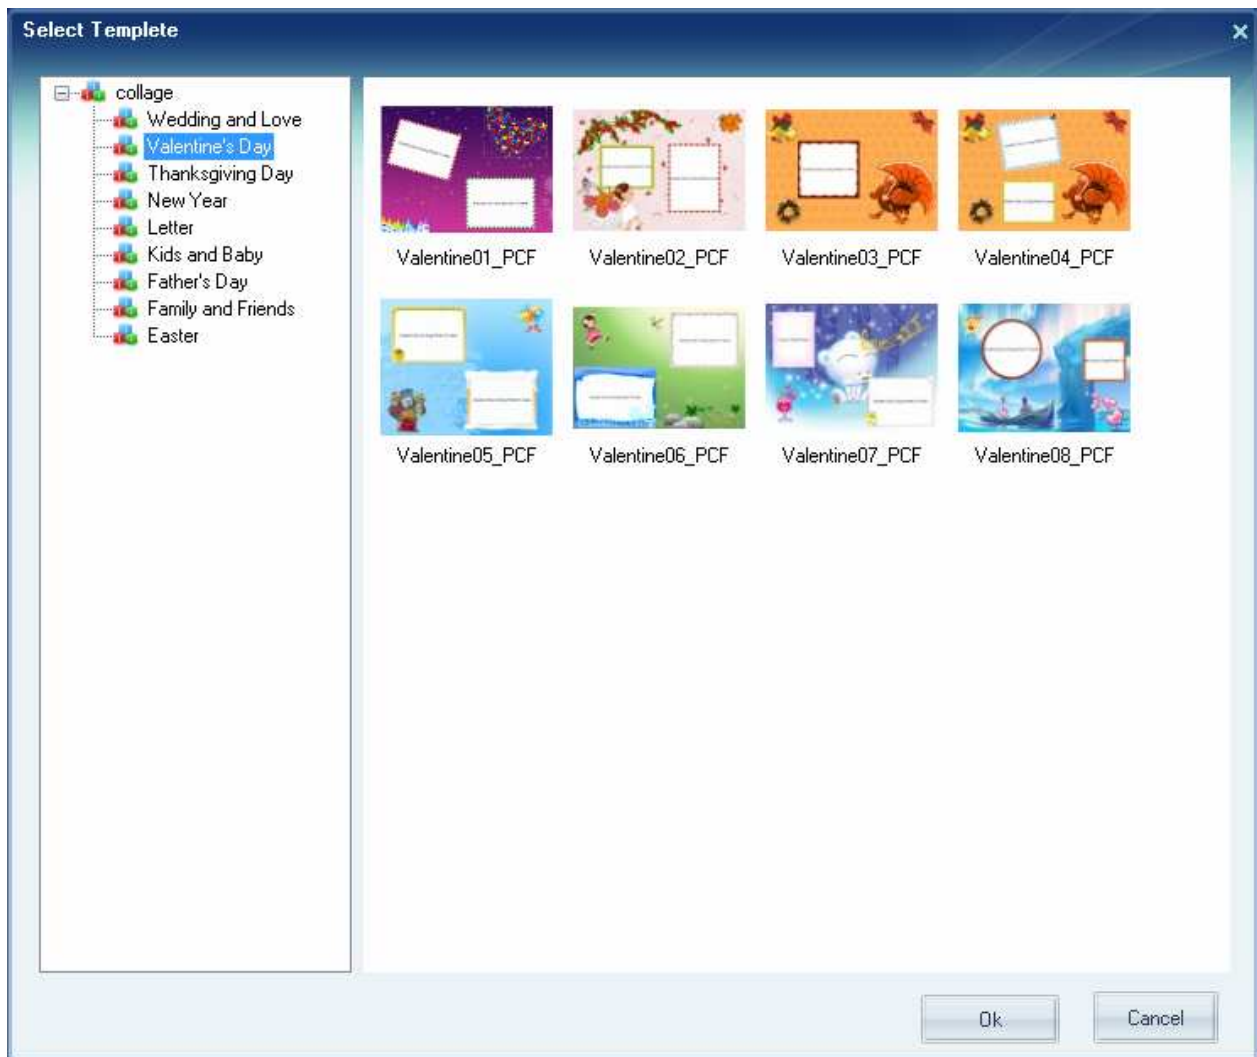 Select Templete
collage
Wedding and Love
Valentine's Day
Thanksgiving Day
New Year
Letter
Kids and Baby
Father's Day
Family and Friends
Easter
Valentine01_PCF
Valentine02_PCF
Valentine03_PCF
Valentine04_PCF
Valentine05_PCF
Valentine06_PCF
Valentine07_PCF
Valentine08_PCF
Ok
Cancel